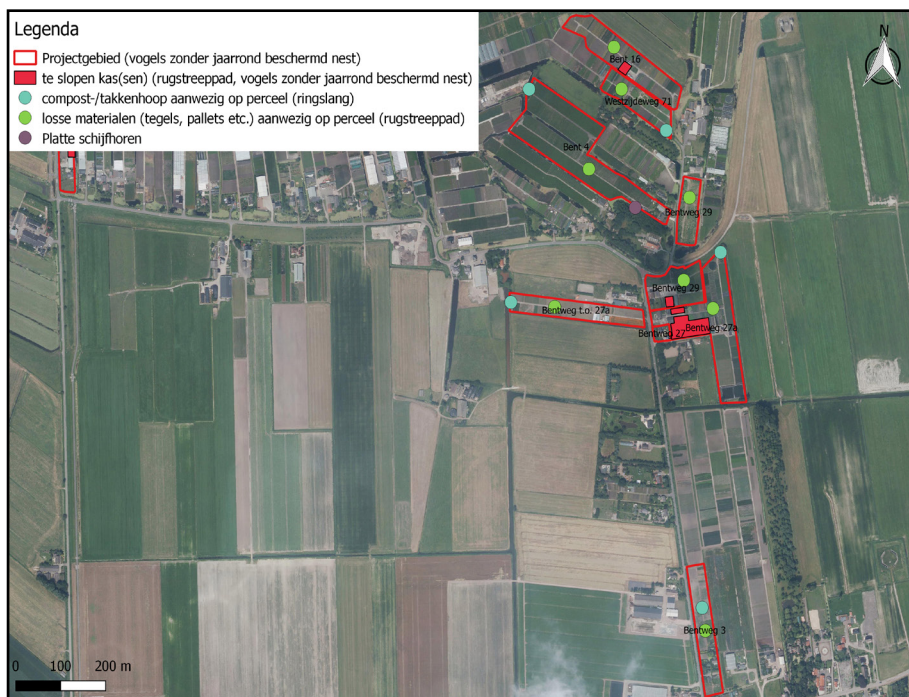 Legenda
Projectgebied (vogels zonder jaarrond beschermd nest)
te slopen kas(sen) (rugstreeppad, vogels zonder jaarrond beschermd nest)
compost-/takkenhoop aanwezig op perceel (ringslang)
losse materialen (tegels, pallets etc.) aanwezig op perceel (rugstreeppad)
Platte schijfhoren
N
Bent 16
Westzijdeweg 71
Bent 4
Bentweg 29
Bentweg 29
Bentweg t.o. 27a
Bentweg 27
Bentweg 27a
Bentweg 3
0 100 200 m